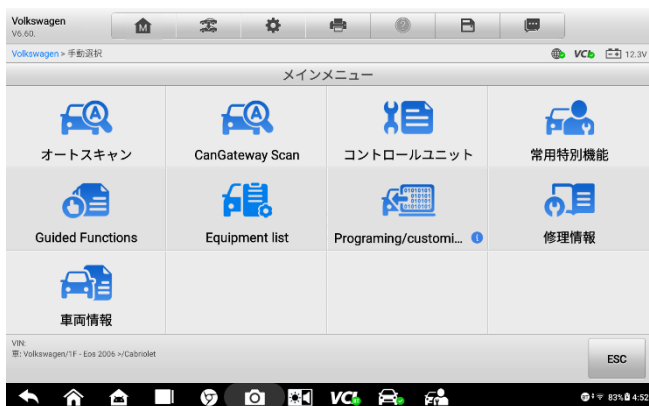 Volkswagen
V6.60.
Volkswagen > 手動選択
VCI 12.3V
メインメニュー
オートスキャン
CanGateway Scan
コントロールユニット
常用特別機能
Guided Functions
Equipment list
Programing/customi...
修理情報
車両情報
VIN:
車: Volkswagen/1F - Eos 2006 >/Cabriolet
ESC
VCI
83% 4:52